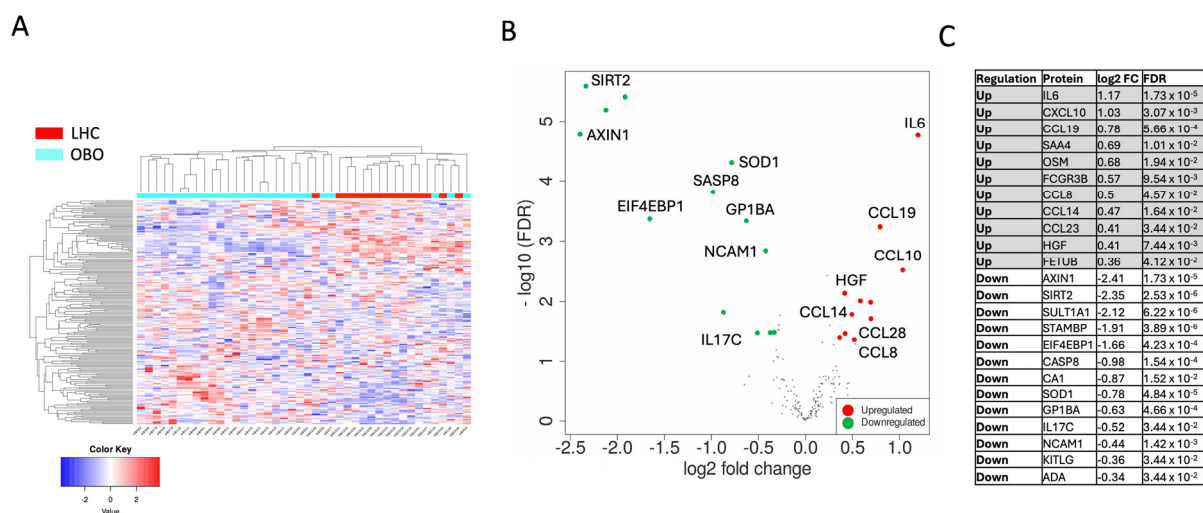 A
LHC
OBO
Color Key
-2 0 2
Value
B
SIRT2
AXIN1
IL6
SOD1
SASP8
EIF4EBP1
GP1BA
CCL19
NCAM1
CCL10
HGF
CCL14
CCL28
IL17C
CCL8
- log10 (FDR)
5
4
3
2
1
0
Upregulated
Downregulated
-2.5 -2.0 -1.5 -1.0 -0.5 0.0 0.5 1.0
log2 fold change
C
Regulation Protein log2 FC FDR
Up IL6 1.17 1.73 x 10-5
Up CXCL10 1.03 3.07 x 10-3
Up CCL19 0.78 5.66 x 10-4
Up SAA4 0.69 1.01 x 10-2
Up OSM 0.68 1.94 x 10-2
Up FCGR3B 0.57 9.54 x 10-3
Up CCL8 0.5 4.57 x 10-2
Up CCL14 0.47 1.64 x 10-2
Up CCL23 0.41 3.44 x 10-2
Up HGF 0.41 7.44 x 10-3
Up FETUB 0.36 4.12 x 10-2
Down AXIN1 -2.41 1.73 x 10-5
Down SIRT2 -2.35 2.53 x 10-6
Down SULT1A1 -2.12 6.22 x 10-6
Down STAMBP -1.91 3.89 x 10-6
Down EIF4EBP1 -1.66 4.23 x 10-4
Down CASP8 -0.98 1.54 x 10-4
Down CA1 -0.87 1.52 x 10-2
Down SOD1 -0.78 4.84 x 10-5
Down GP1BA -0.63 4.66 x 10-4
Down IL17C -0.52 3.44 x 10-2
Down NCAM1 -0.44 1.42 x 10-3
Down KITLG -0.36 3.44 x 10-2
Down ADA -0.34 3.44 x 10-2